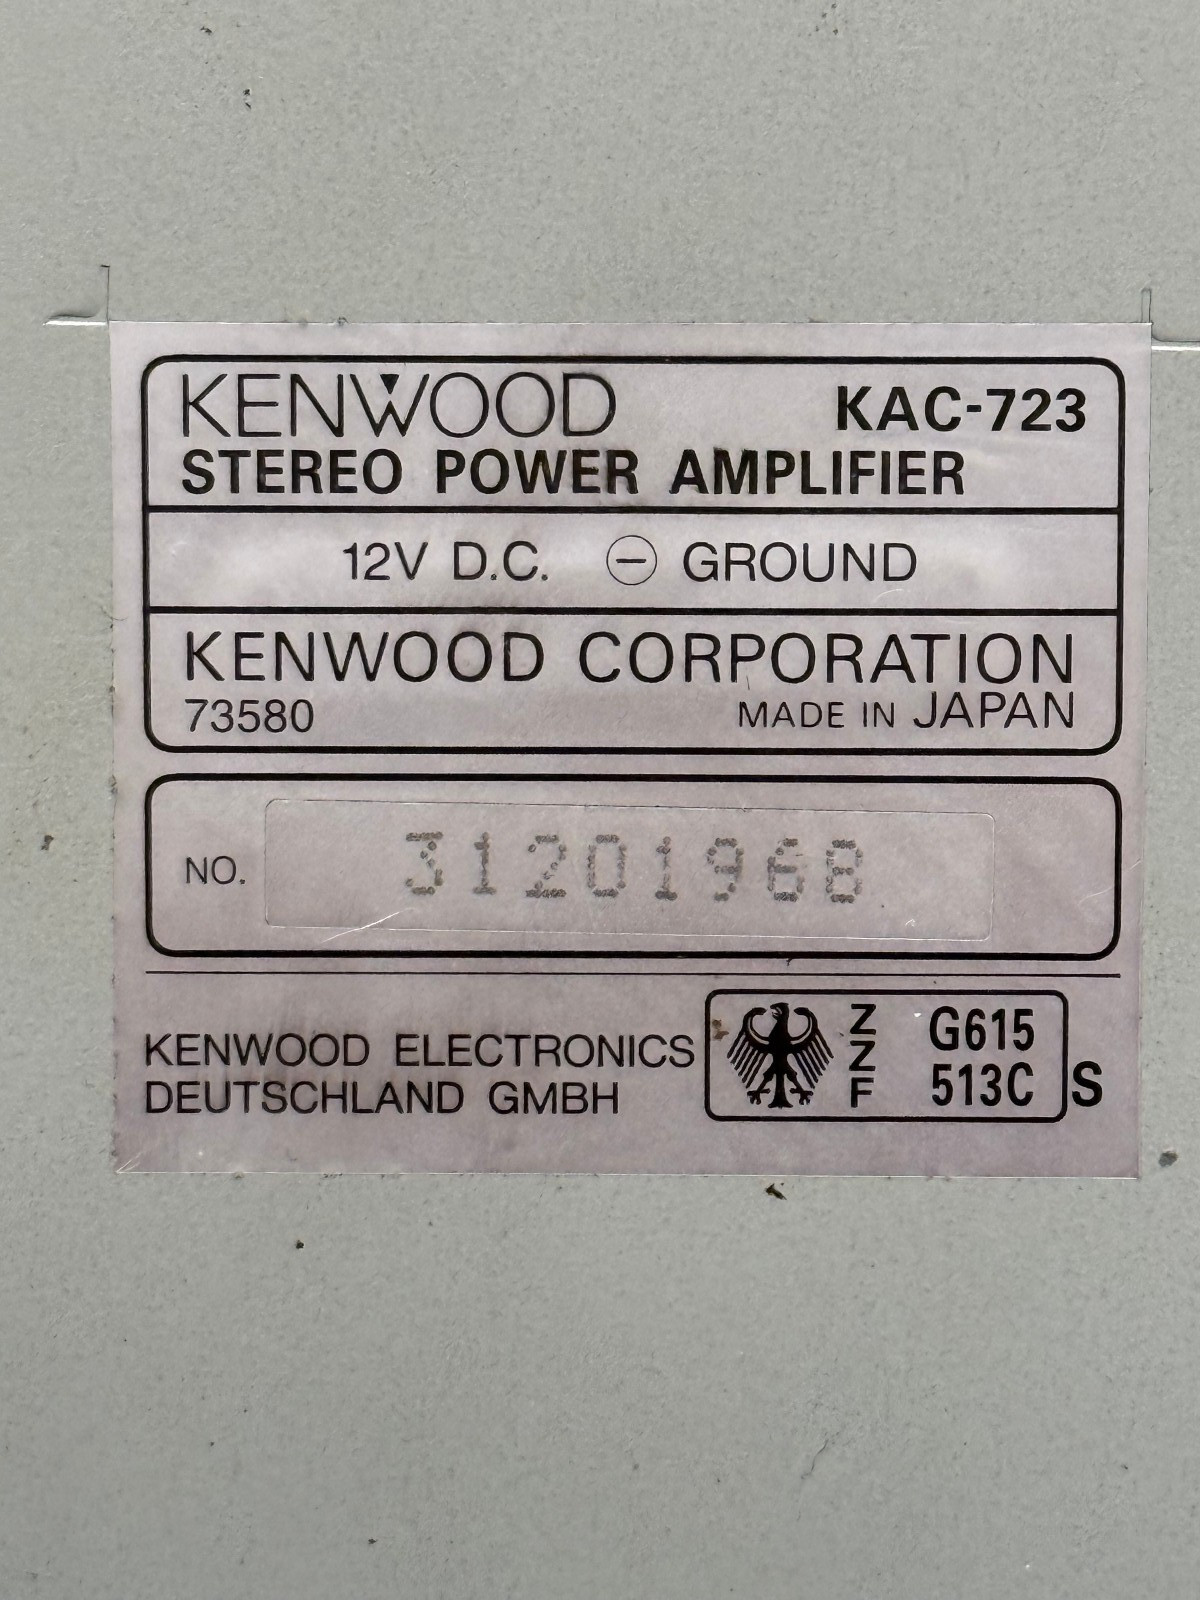 KENWOOD KAC-723
STEREO POWER AMPLIFIER
12V D.C. ⊖ GROUND
KENWOOD CORPORATION
73580 MADE IN JAPAN
NO. 31201968
KENWOOD ELECTRONICS
DEUTSCHLAND GMBH
Z
Z
F
G615
513C
S